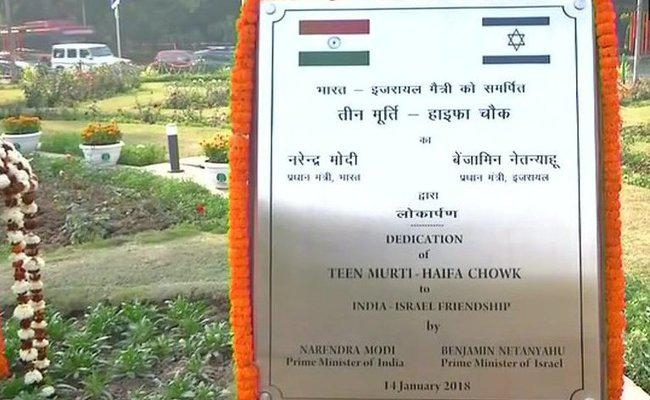 भारत - इजरायल मैत्री को समर्पित
तीन मूर्ति - हाइफा चौक
का
नरेन्द्र मोदी बेंजामिन नेतन्याहू
प्रधान मंत्री, भारत प्रधान मंत्री, इजरायल
द्वारा
लोकार्पण
DEDICATION
of
TEEN MURTI - HAIFA CHOWK
to
INDIA - ISRAEL FRIENDSHIP
by
NARENDRA MODI BENJAMIN NETANYAHU
Prime Minister of India Prime Minister of Israel
14 January 2018